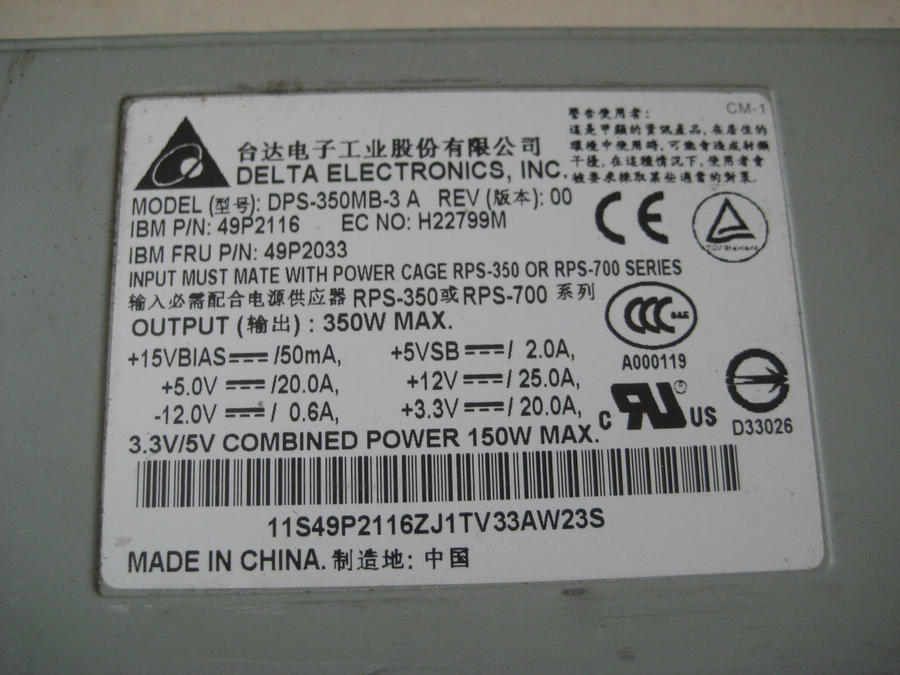 CM-1
警告使用者:
這是甲類的資訊產品,在居住的
環境中使用時,可能會造成射頻
干擾,在這種情況下,使用者會
被要求採取某些適當的對策.
台达电子工业股份有限公司
DELTA ELECTRONICS, INC.
MODEL (型号): DPS-350MB-3 A REV (版本): 00
IBM P/N: 49P2116 EC NO: H22799M
IBM FRU P/N: 49P2033
CE
TÜV Rheinland
INPUT MUST MATE WITH POWER CAGE RPS-350 OR RPS-700 SERIES
输入必需配合电源供应器 RPS-350或RPS-700 系列
OUTPUT (输出) : 350W MAX.
CCC S&E
A000119
+15VBIAS⎓/50mA, +5VSB⎓/ 2.0A,
+5.0V⎓/20.0A, +12V⎓/ 25.0A,
-12.0V⎓/ 0.6A, +3.3V⎓/ 20.0A,
c RU ® US
D33026
3.3V/5V COMBINED POWER 150W MAX.
11S49P2116ZJ1TV33AW23S
MADE IN CHINA. 制造地: 中国